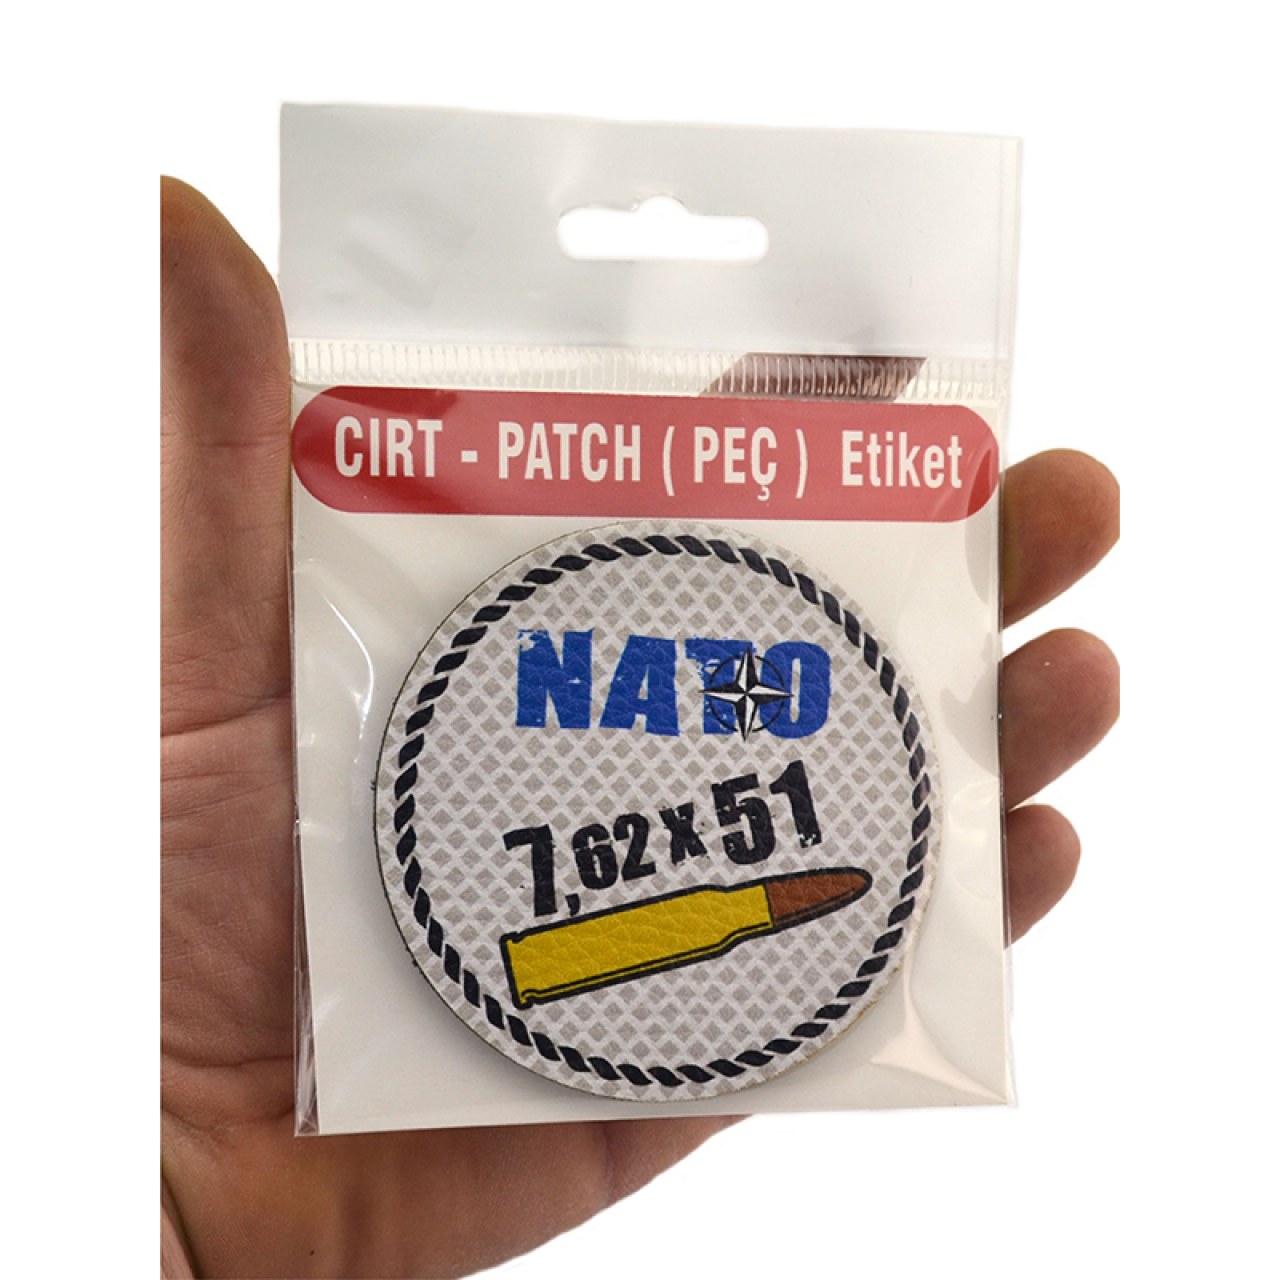 CIRT - PATCH ( PEÇ ) Etiket
NATO
7,62 x 51